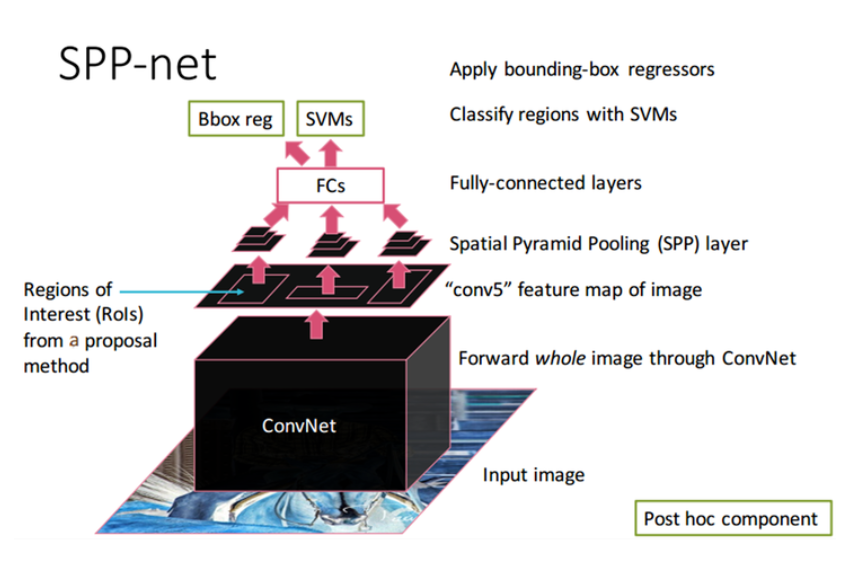 SPP-net
Apply bounding-box regressors
Bbox reg
SVMs
Classify regions with SVMs
FCs
Fully-connected layers
Spatial Pyramid Pooling (SPP) layer
Regions of
Interest (RoIs)
from a proposal
method
“conv5” feature map of image
Forward whole image through ConvNet
ConvNet
Input image
Post hoc component